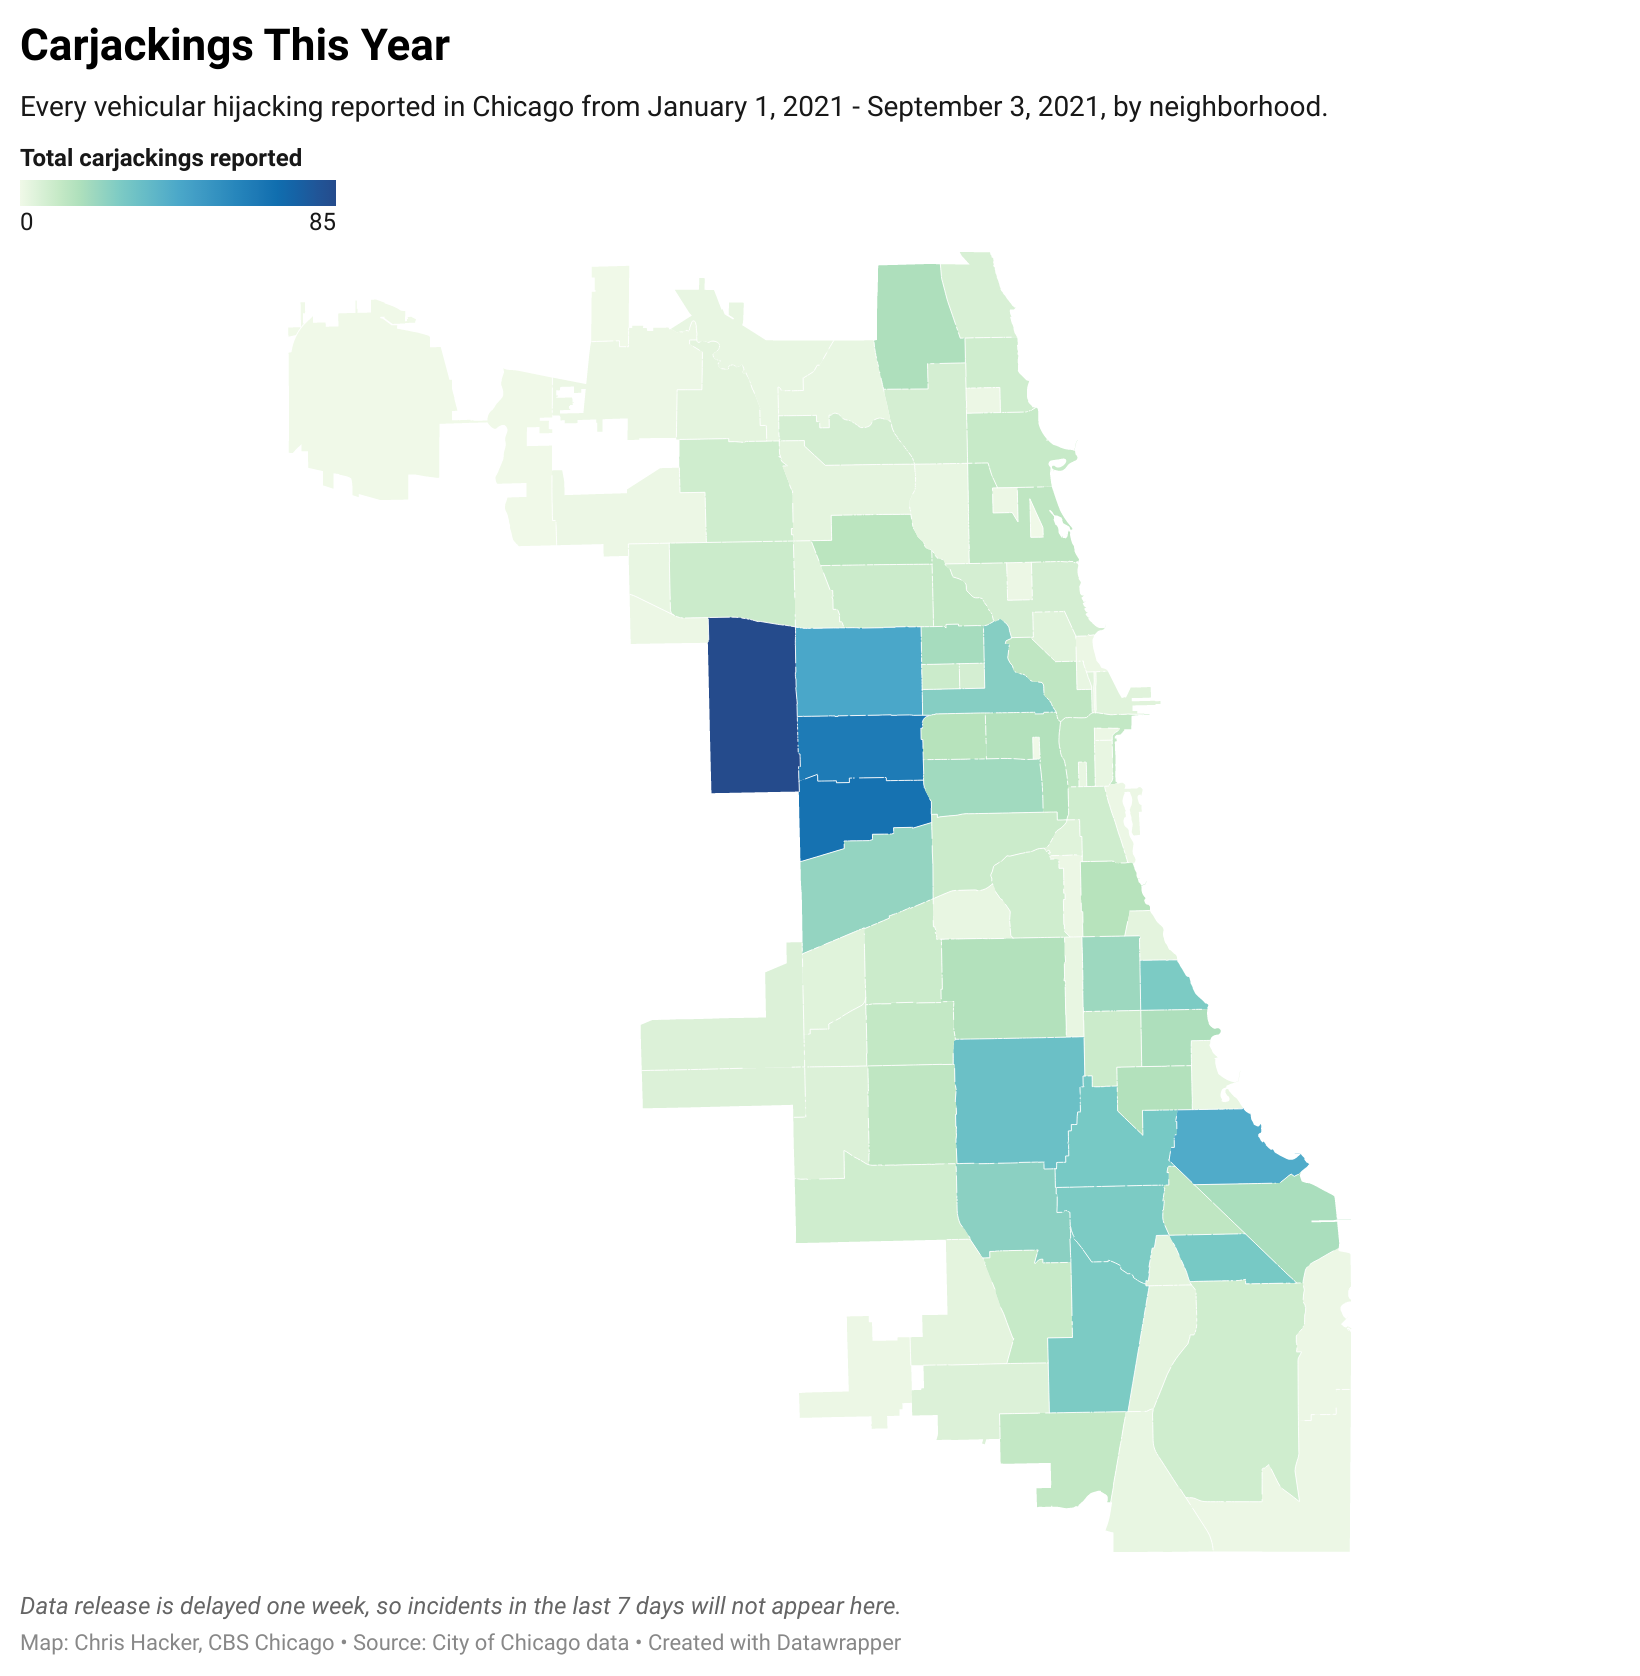 Carjackings This Year
Every vehicular hijacking reported in Chicago from January 1, 2021 - September 3, 2021, by neighborhood.
Total carjackings reported
0 85
Data release is delayed one week, so incidents in the last 7 days will not appear here.
Map: Chris Hacker, CBS Chicago • Source: City of Chicago data • Created with Datawrapper